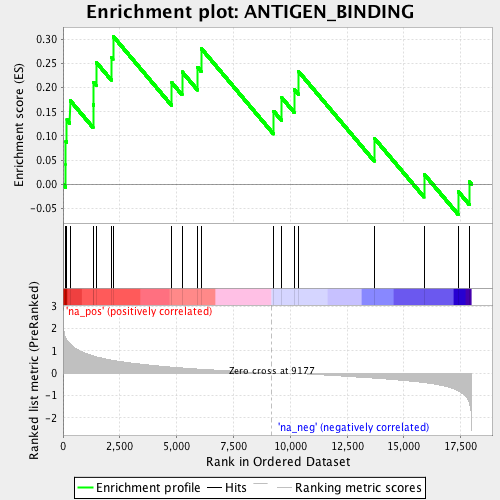 Enrichment plot: ANTIGEN_BINDING
Enrichment score (ES)
0.30
0.25
0.20
0.15
0.10
0.05
0.00
-0.05
'na_pos' (positively correlated)
Ranked list metric (PreRanked)
3
2
1
0
-1
-2
Zero cross at 9177
'na_neg' (negatively correlated)
0 2,500 5,000 7,500 10,000 12,500 15,000 17,500
Rank in Ordered Dataset
Enrichment profile Hits Ranking metric scores